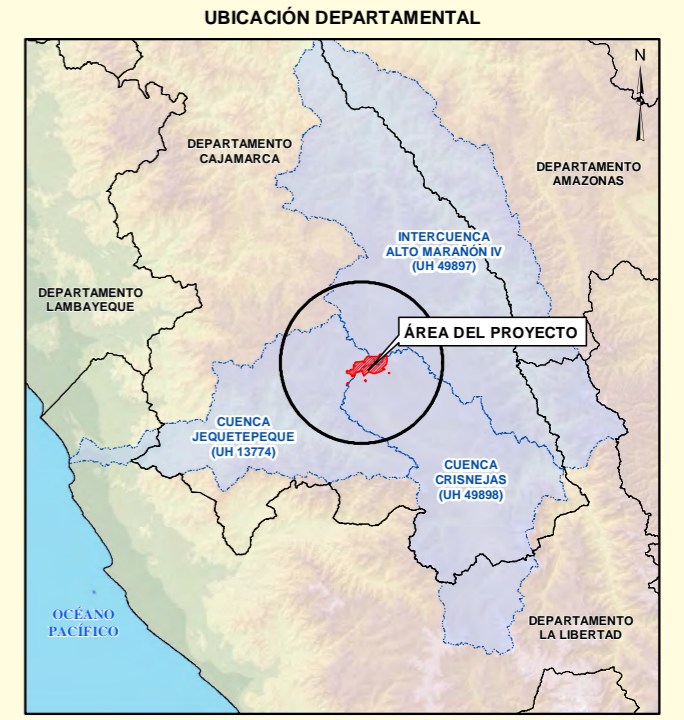 UBICACIÓN DEPARTAMENTAL
N
DEPARTAMENTO
CAJAMARCA
DEPARTAMENTO
AMAZONAS
INTERCUENCA
ALTO MARAÑÓN IV
(UH 49897)
DEPARTAMENTO
LAMBAYEQUE
ÁREA DEL PROYECTO
CUENCA
JEQUETEPEQUE
(UH 13774)
CUENCA
CRISNEJAS
(UH 49898)
OCÉANO
PACÍFICO
DEPARTAMENTO
LA LIBERTAD